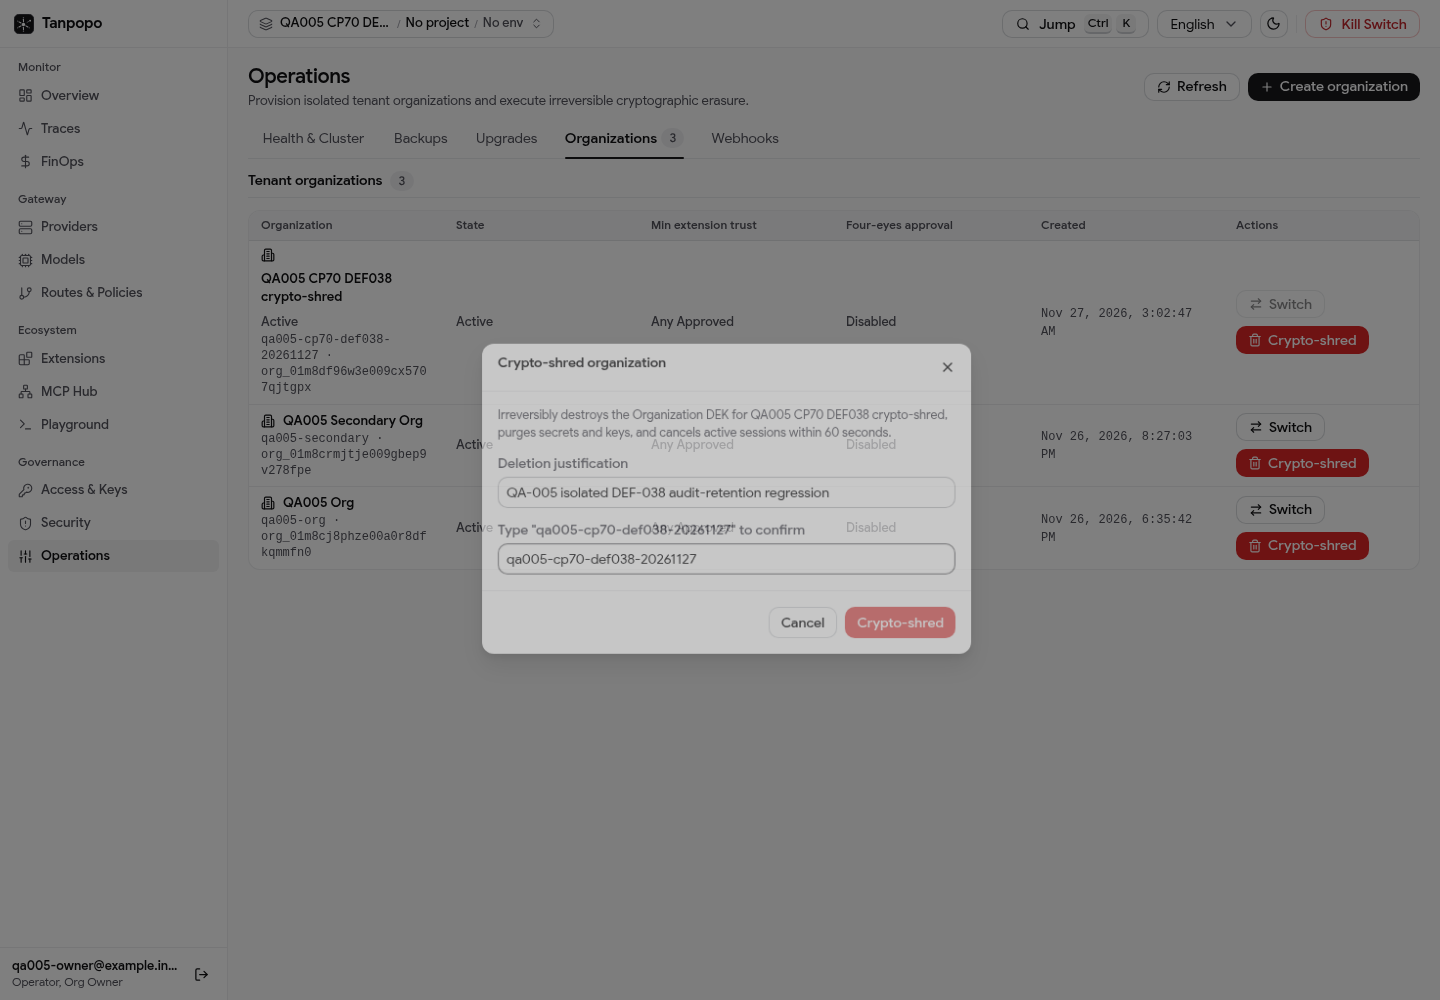 Tanpopo
QA005 CP70 DE... / No project / No env
Jump Ctrl K
English
Kill Switch
Monitor
Overview
Traces
FinOps
Gateway
Providers
Models
Routes & Policies
Ecosystem
Extensions
MCP Hub
Playground
Governance
Access & Keys
Security
Operations
qa005-owner@example.in...
Operator, Org Owner
Operations
Provision isolated tenant organizations and execute irreversible cryptographic erasure.
Refresh
Create organization
Health & Cluster
Backups
Upgrades
Organizations 3
Webhooks
Tenant organizations 3
Organization State Min extension trust Four-eyes approval Created Actions
QA005 CP70 DEF038
crypto-shred
Active
qa005-cp70-def038-
20261127 ·
org_01m8df96w3e009cx570
7qjtgpx
Active
Any Approved
Disabled
Nov 27, 2026, 3:02:47
AM
Switch
Crypto-shred
QA005 Secondary Org
qa005-secondary ·
org_01m8crmjtje009gbep9
v278fpe
Active
Any Approved
Disabled
Nov 26, 2026, 8:27:03
PM
Switch
Crypto-shred
QA005 Org
qa005-org ·
org_01m8cj8phze00a0r8df
kqmmfn0
Active
Disabled
Nov 26, 2026, 6:35:42
PM
Switch
Crypto-shred
Crypto-shred organization
Irreversibly destroys the Organization DEK for QA005 CP70 DEF038 crypto-shred,
purges secrets and keys, and cancels active sessions within 60 seconds.
Deletion justification
QA-005 isolated DEF-038 audit-retention regression
Type "qa005-cp70-def038-20261127" to confirm
qa005-cp70-def038-20261127
Cancel
Crypto-shred